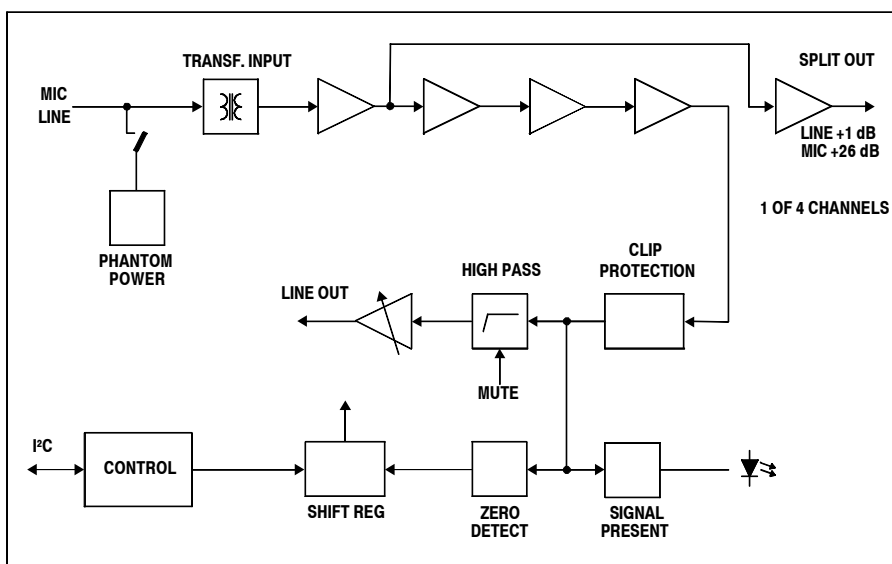 TRANSF. INPUT
SPLIT OUT
MIC
LINE
LINE +1 dB
MIC +26 dB
1 OF 4 CHANNELS
PHANTOM
POWER
CLIP
PROTECTION
HIGH PASS
LINE OUT
MUTE
I²C
CONTROL
SHIFT REG
ZERO
DETECT
SIGNAL
PRESENT